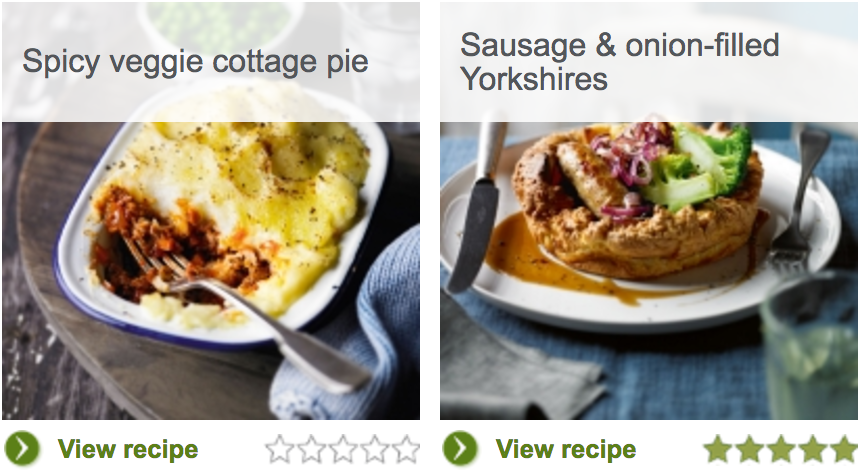 Spicy veggie cottage pie
Sausage & onion-filled
Yorkshires
View recipe
View recipe